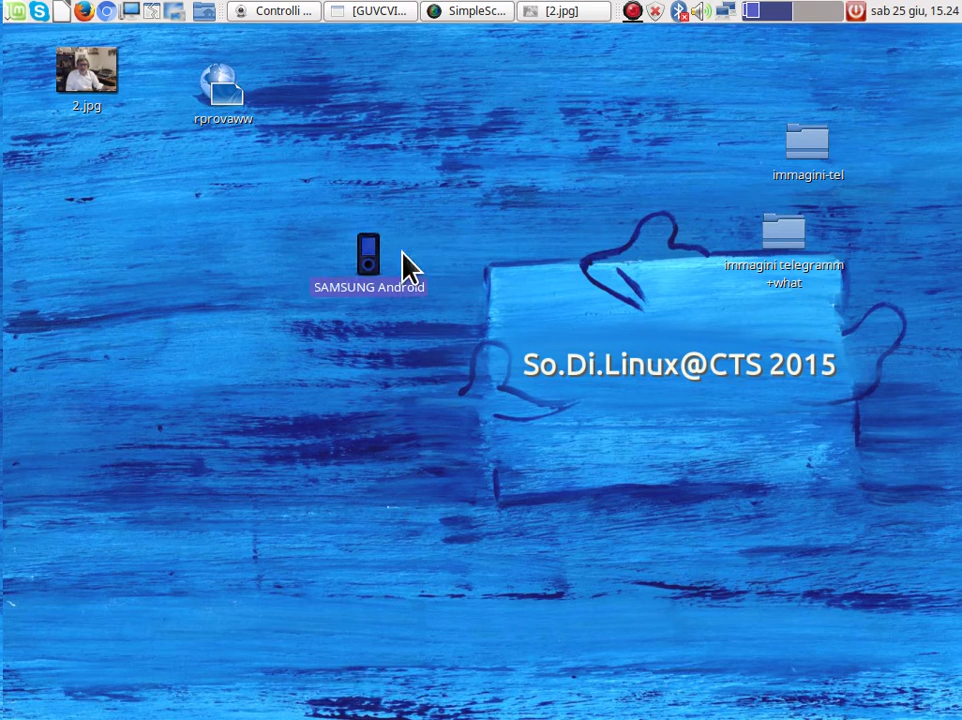 Controlli ...
[GUVCVI...
SimpleSc...
[2.jpg]
sab 25 giu, 15.24
2.jpg
rprovaww
immagini-tel
immagini telegramm
+what
SAMSUNG Android
So.Di.Linux@CTS 2015